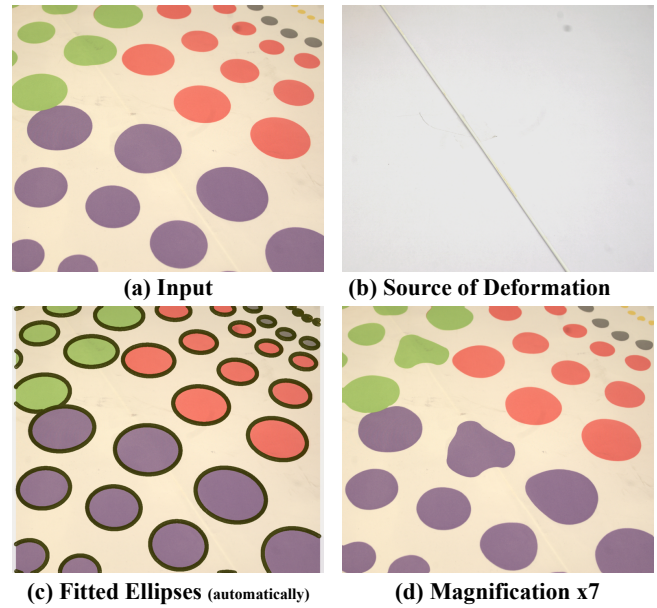 (a) Input
(b) Source of Deformation
(c) Fitted Ellipses (automatically)
(d) Magnification x7